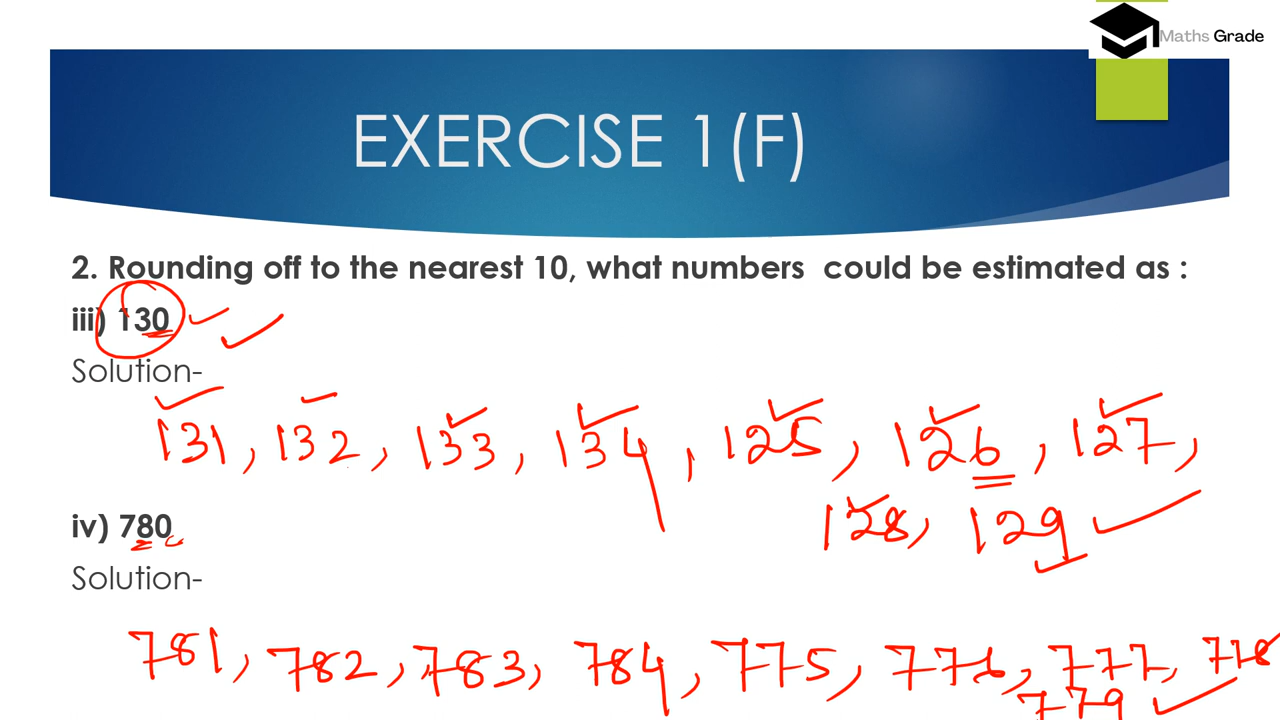 Maths Grade
EXERCISE 1(F)
2. Rounding off to the nearest 10, what numbers could be estimated as :
iii) 130
Solution-
131, 132, 133, 134, 125, 126, 127,
128, 129
iv) 780
Solution-
781, 782, 783, 784, 775, 776, 777, 778
779